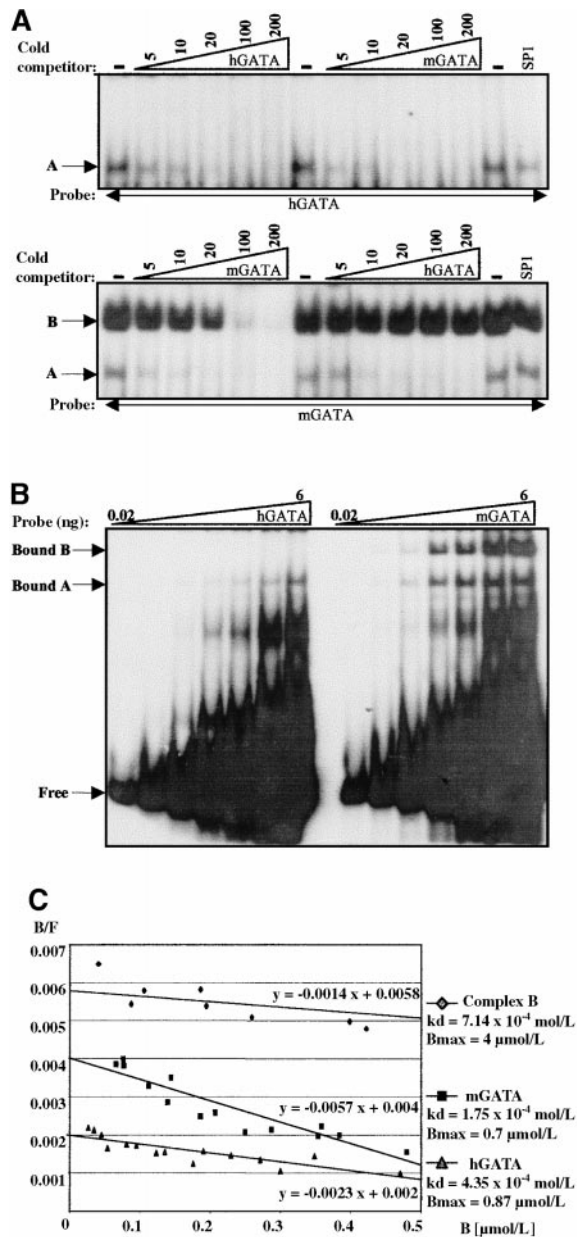 A
Cold
competitor:
– 5 10 20 100 200 – 5 10 20 100 200 – SP1
hGATA mGATA
A
Probe:
hGATA
Cold
competitor:
– 5 10 20 100 200 – 5 10 20 100 200 – SP1
mGATA hGATA
B
A
Probe:
mGATA
B
Probe (ng):
0.02 6 0.02 6
hGATA mGATA
Bound B
Bound A
Free
C
B/F
0.007
0.006
0.005
0.004
0.003
0.002
0.001
0 0.1 0.2 0.3 0.4 0.5
B [µmol/L]
y = -0.0014 x + 0.0058
y = -0.0057 x + 0.004
y = -0.0023 x + 0.002
Complex B
kd = 7.14 x 10⁻⁴ mol/L
Bmax = 4 µmol/L
mGATA
kd = 1.75 x 10⁻⁴ mol/L
Bmax = 0.7 µmol/L
hGATA
kd = 4.35 x 10⁻⁴ mol/L
Bmax = 0.87 µmol/L